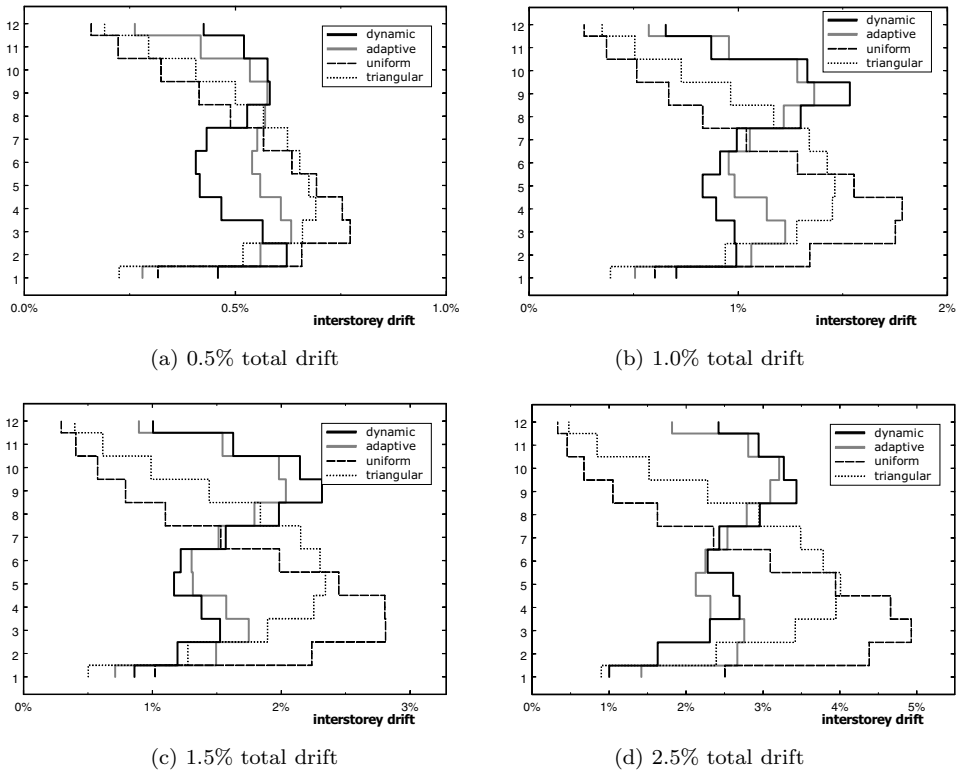 12
11
10
9
8
7
6
5
4
3
2
1
dynamic
adaptive
uniform
triangular
0.0%
0.5%
1.0%
interstorey drift
(a) 0.5% total drift
12
11
10
9
8
7
6
5
4
3
2
1
dynamic
adaptive
uniform
triangular
0%
1%
2%
interstorey drift
(b) 1.0% total drift
12
11
10
9
8
7
6
5
4
3
2
1
dynamic
adaptive
uniform
triangular
0%
1%
2%
3%
interstorey drift
(c) 1.5% total drift
12
11
10
9
8
7
6
5
4
3
2
1
dynamic
adaptive
uniform
triangular
0%
1%
2%
3%
4%
5%
interstorey drift
(d) 2.5% total drift